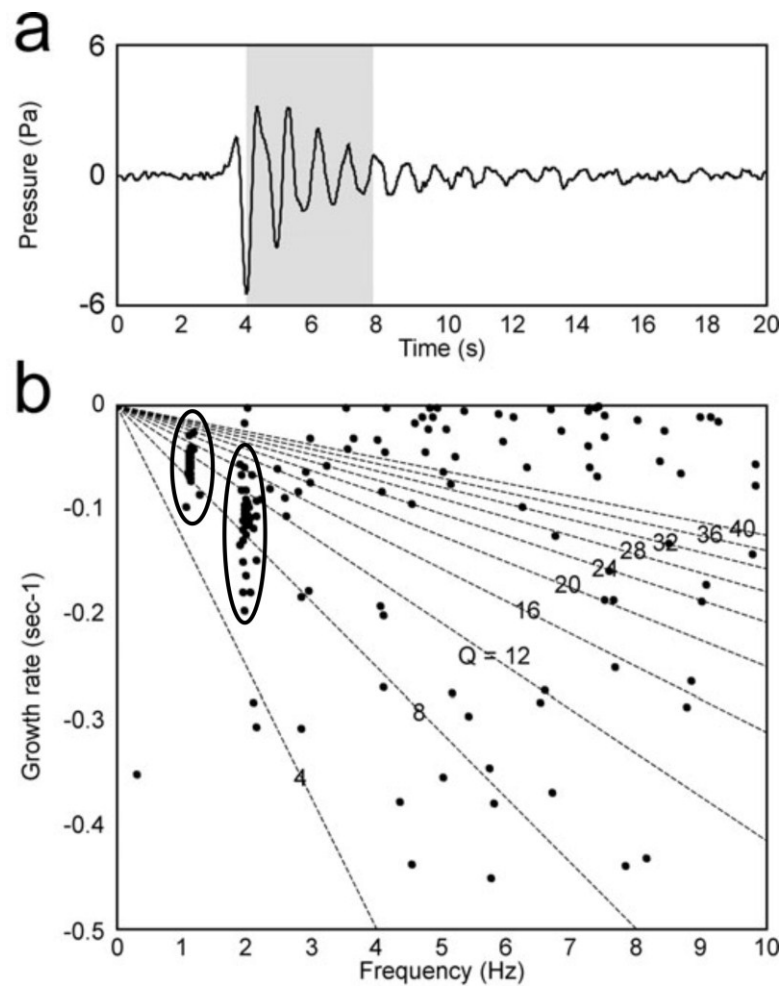 a
6
0
-6
Pressure (Pa)
0 2 4 6 8 10 12 14 16 18 20
Time (s)
b
0
-0.1
-0.2
-0.3
-0.4
-0.5
Growth rate (sec-1)
40
36
32
28
24
20
16
Q = 12
8
4
0 1 2 3 4 5 6 7 8 9 10
Frequency (Hz)